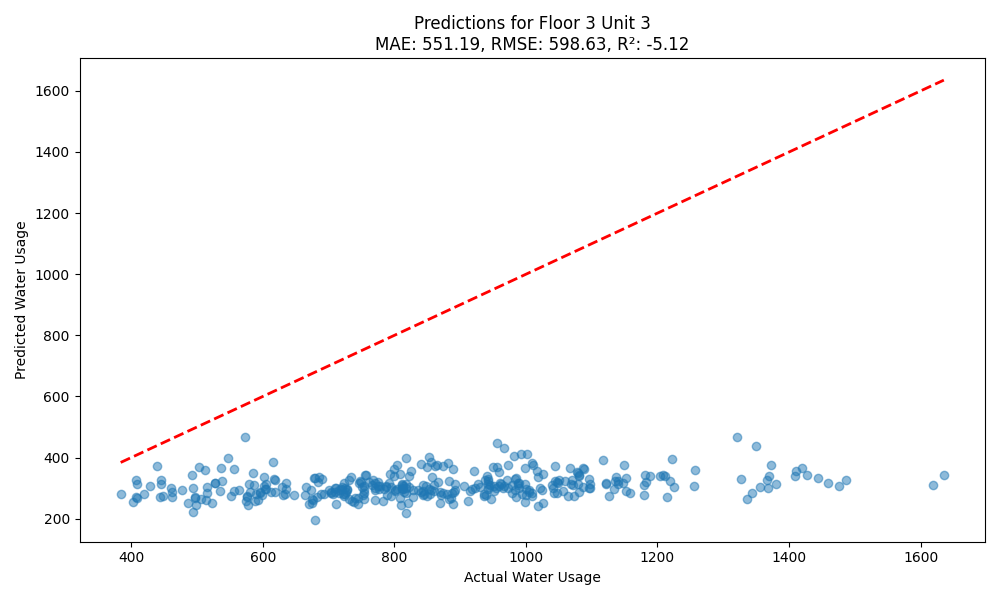 Predictions for Floor 3 Unit 3
MAE: 551.19, RMSE: 598.63, R²: -5.12
Predicted Water Usage
1600
1400
1200
1000
800
600
400
200
400 600 800 1000 1200 1400 1600
Actual Water Usage